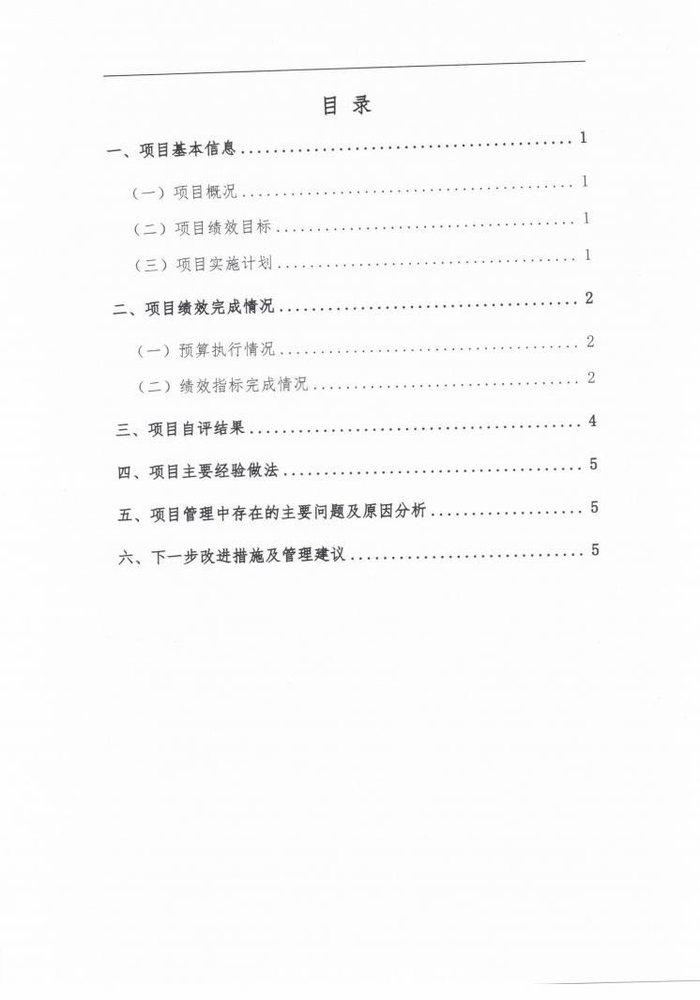 目 录
一、项目基本信息........................................ 1
（一）项目概况........................................ 1
（二）项目绩效目标.................................... 1
（三）项目实施计划.................................... 1
二、项目绩效完成情况.................................... 2
（一）预算执行情况.................................... 2
（二）绩效指标完成情况................................ 2
三、项目自评结果........................................ 4
四、项目主要经验做法.................................... 5
五、项目管理中存在的主要问题及原因分析.................. 5
六、下一步改进措施及管理建议............................ 5